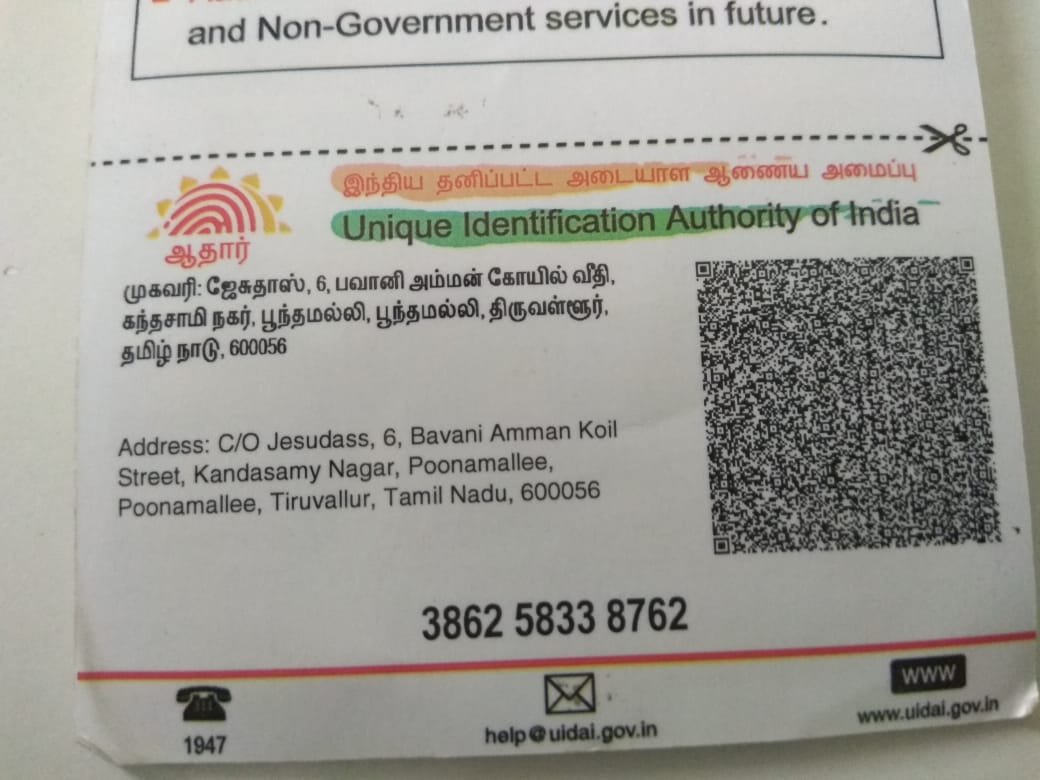 and Non-Government services in future.
இந்திய தனிப்பட்ட அடையாள ஆணைய அமைப்பு
Unique Identification Authority of India
ஆதார்
முகவரி: ஜேசுதாஸ், 6, பவானி அம்மன் கோயில் வீதி,
கந்தசாமி நகர், பூந்தமல்லி, பூந்தமல்லி, திருவள்ளூர்,
தமிழ் நாடு, 600056
Address: C/O Jesudass, 6, Bavani Amman Koil
Street, Kandasamy Nagar, Poonamallee,
Poonamallee, Tiruvallur, Tamil Nadu, 600056
3862 5833 8762
1947
help@uidai.gov.in
www
www.uidai.gov.in